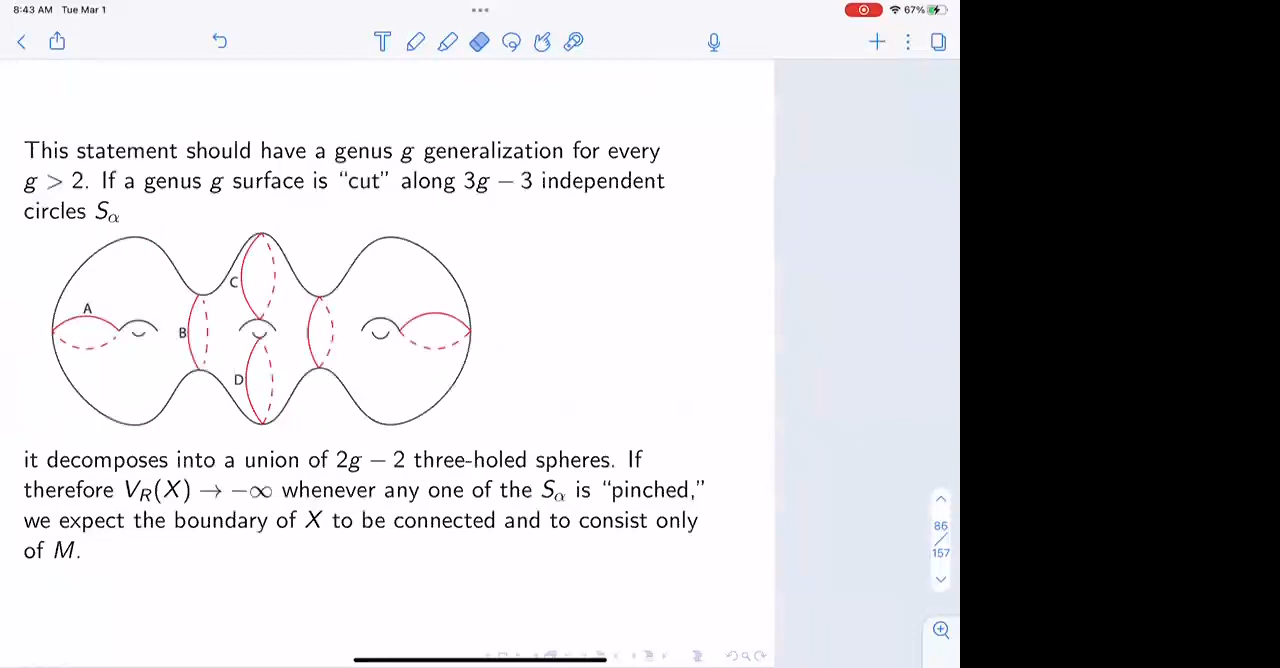 8:43 AM Tue Mar 1
67%
This statement should have a genus g generalization for every
g > 2. If a genus g surface is “cut” along 3g − 3 independent
circles Sα
A
B
C
D
it decomposes into a union of 2g − 2 three-holed spheres. If
therefore VR(X) → −∞ whenever any one of the Sα is “pinched,”
we expect the boundary of X to be connected and to consist only
of M.
86
157